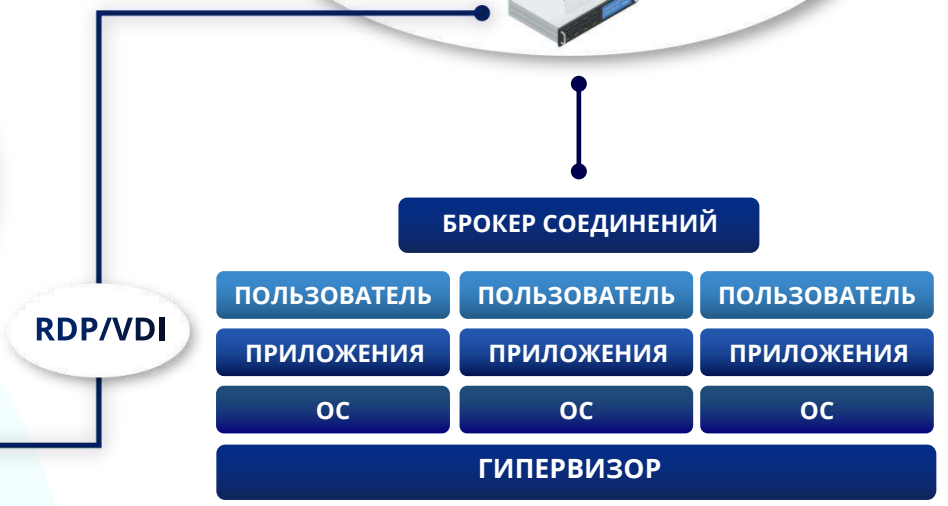 БРОКЕР СОЕДИНЕНИЙ
ПОЛЬЗОВАТЕЛЬ ПОЛЬЗОВАТЕЛЬ ПОЛЬЗОВАТЕЛЬ
RDP/VDI
ПРИЛОЖЕНИЯ ПРИЛОЖЕНИЯ ПРИЛОЖЕНИЯ
ОС ОС ОС
ГИПЕРВИЗОР